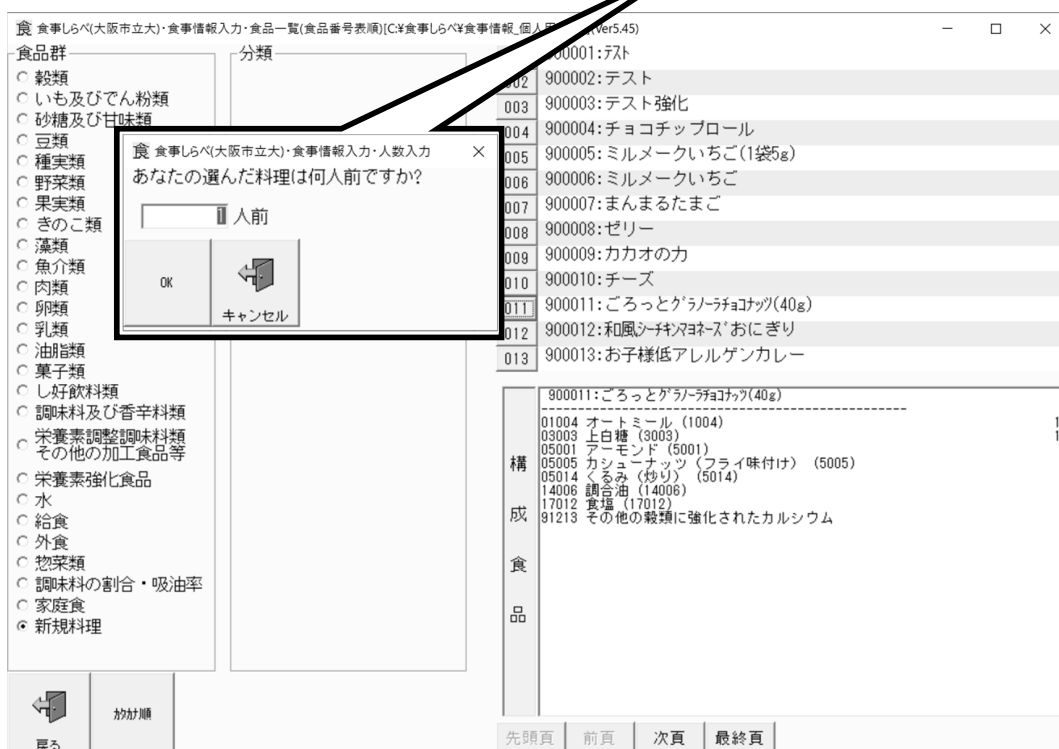 食 食事しらべ(大阪市立大)・食事情報入力・食品一覧(食品番号表順)[C:¥食事しらべ¥食事情報_個人
(Ver5.45)
食品群
穀類
いも及びでん粉類
砂糖及び甘味類
豆類
種実類
野菜類
果実類
きのこ類
藻類
魚介類
肉類
卵類
乳類
油脂類
菓子類
し好飲料類
調味料及び香辛料類
栄養素調整調味料類
その他の加工食品等
栄養素強化食品
水
給食
外食
惣菜類
調味料の割合・吸油率
家庭食
新規料理
分類
食 食事しらべ(大阪市立大)・食事情報入力・人数入力
あなたの選んだ料理は何人前ですか?
1 人前
OK
キャンセル
900001:ﾃｽﾄ
002 900002:テスト
003 900003:テスト強化
004 900004:チョコチップロール
005 900005:ミルメークいちご(1袋5g)
006 900006:ミルメークいちご
007 900007:まんまるたまご
008 900008:ゼリー
009 900009:カカオの力
010 900010:チーズ
011 900011:ごろっとｸﾞﾗﾉｰﾗﾁｮｺﾅｯﾂ(40g)
012 900012:和風ｼｰﾁｷﾝﾏﾖﾈｰｽﾞおにぎり
013 900013:お子様低アレルゲンカレー
構成食品
900011:ごろっとｸﾞﾗﾉｰﾗﾁｮｺﾅｯﾂ(40g)
01004 オートミール (1004) 1
03003 上白糖 (3003) 1
05001 アーモンド (5001)
05005 カシューナッツ (フライ味付け) (5005)
05014 くるみ (炒り) (5014)
14006 調合油 (14006)
17012 食塩 (17012)
91213 その他の穀類に強化されたカルシウム
戻る
ｶﾀｶﾅ順
先頭頁
前頁
次頁
最終頁